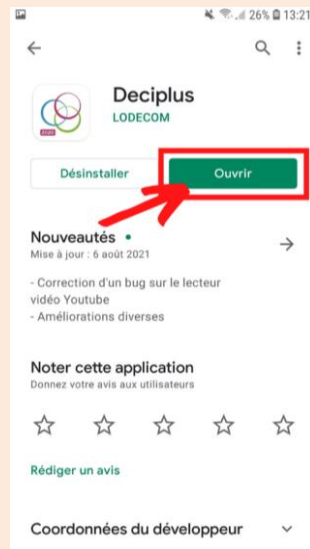 26% 13:21
Deciplus
LODECOM
Désinstaller
Ouvrir
Nouveautés •
Mise à jour : 6 août 2021
- Correction d'un bug sur le lecteur
vidéo Youtube
- Améliorations diverses
Noter cette application
Donnez votre avis aux utilisateurs
Rédiger un avis
Coordonnées du développeur